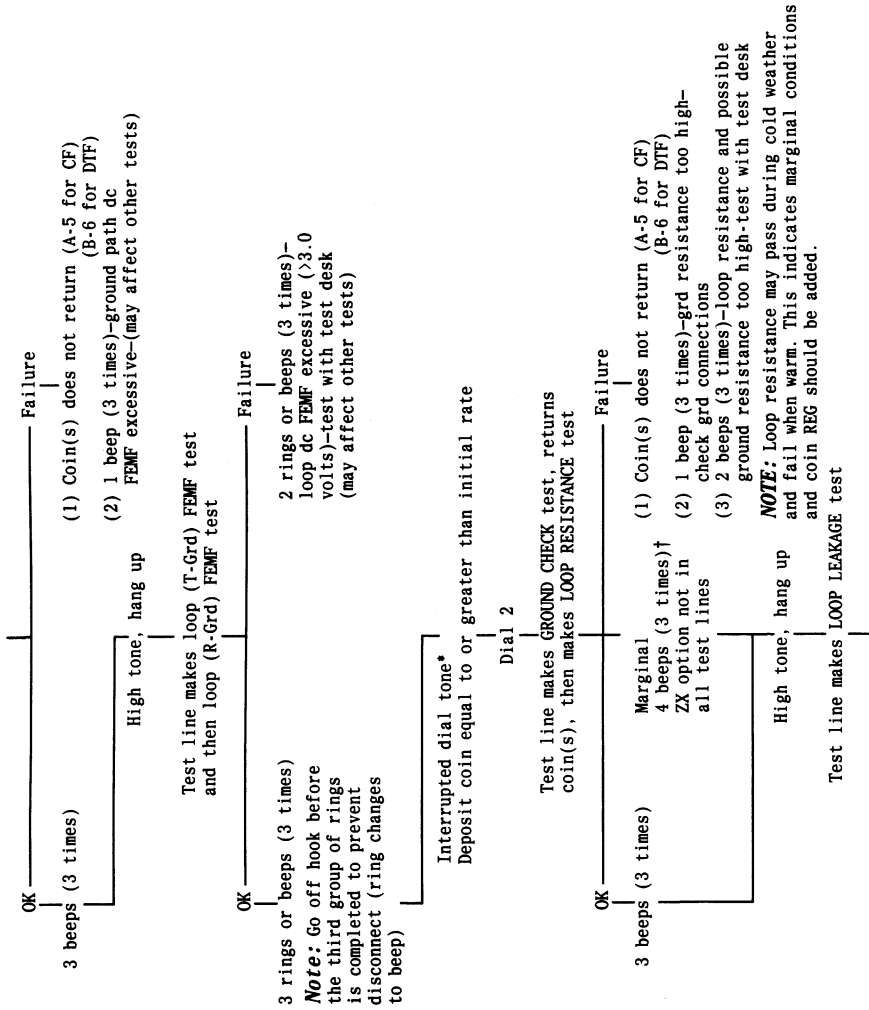 OK
Failure
3 beeps (3 times)
(1) Coin(s) does not return (A-5 for CF)
(B-6 for DTF)
(2) 1 beep (3 times)-ground path dc
FEMF excessive-(may affect other tests)
High tone, hang up
Test line makes loop (T-Grd) FEMF test
and then loop (R-Grd) FEMF test
OK
Failure
3 rings or beeps (3 times)
Note: Go off hook before
the third group of rings
is completed to prevent
disconnect (ring changes
to beep)
2 rings or beeps (3 times)-
loop dc FEMF excessive (>3.0
volts)-test with test desk
(may affect other tests)
Interrupted dial tone*
Deposit coin equal to or greater than initial rate
Dial 2
Test line makes GROUND CHECK test, returns
coin(s), then makes LOOP RESISTANCE test
OK
Failure
3 beeps (3 times)
Marginal
4 beeps (3 times)†
ZX option not in
all test lines
(1) Coin(s) does not return (A-5 for CF)
(B-6 for DTF)
(2) 1 beep (3 times)-grd resistance too high-
check grd connections
(3) 2 beeps (3 times)-loop resistance and possible
ground resistance too high-test with test desk
NOTE: Loop resistance may pass during cold weather
and fail when warm. This indicates marginal conditions
and coin REG should be added.
High tone, hang up
Test line makes LOOP LEAKAGE test